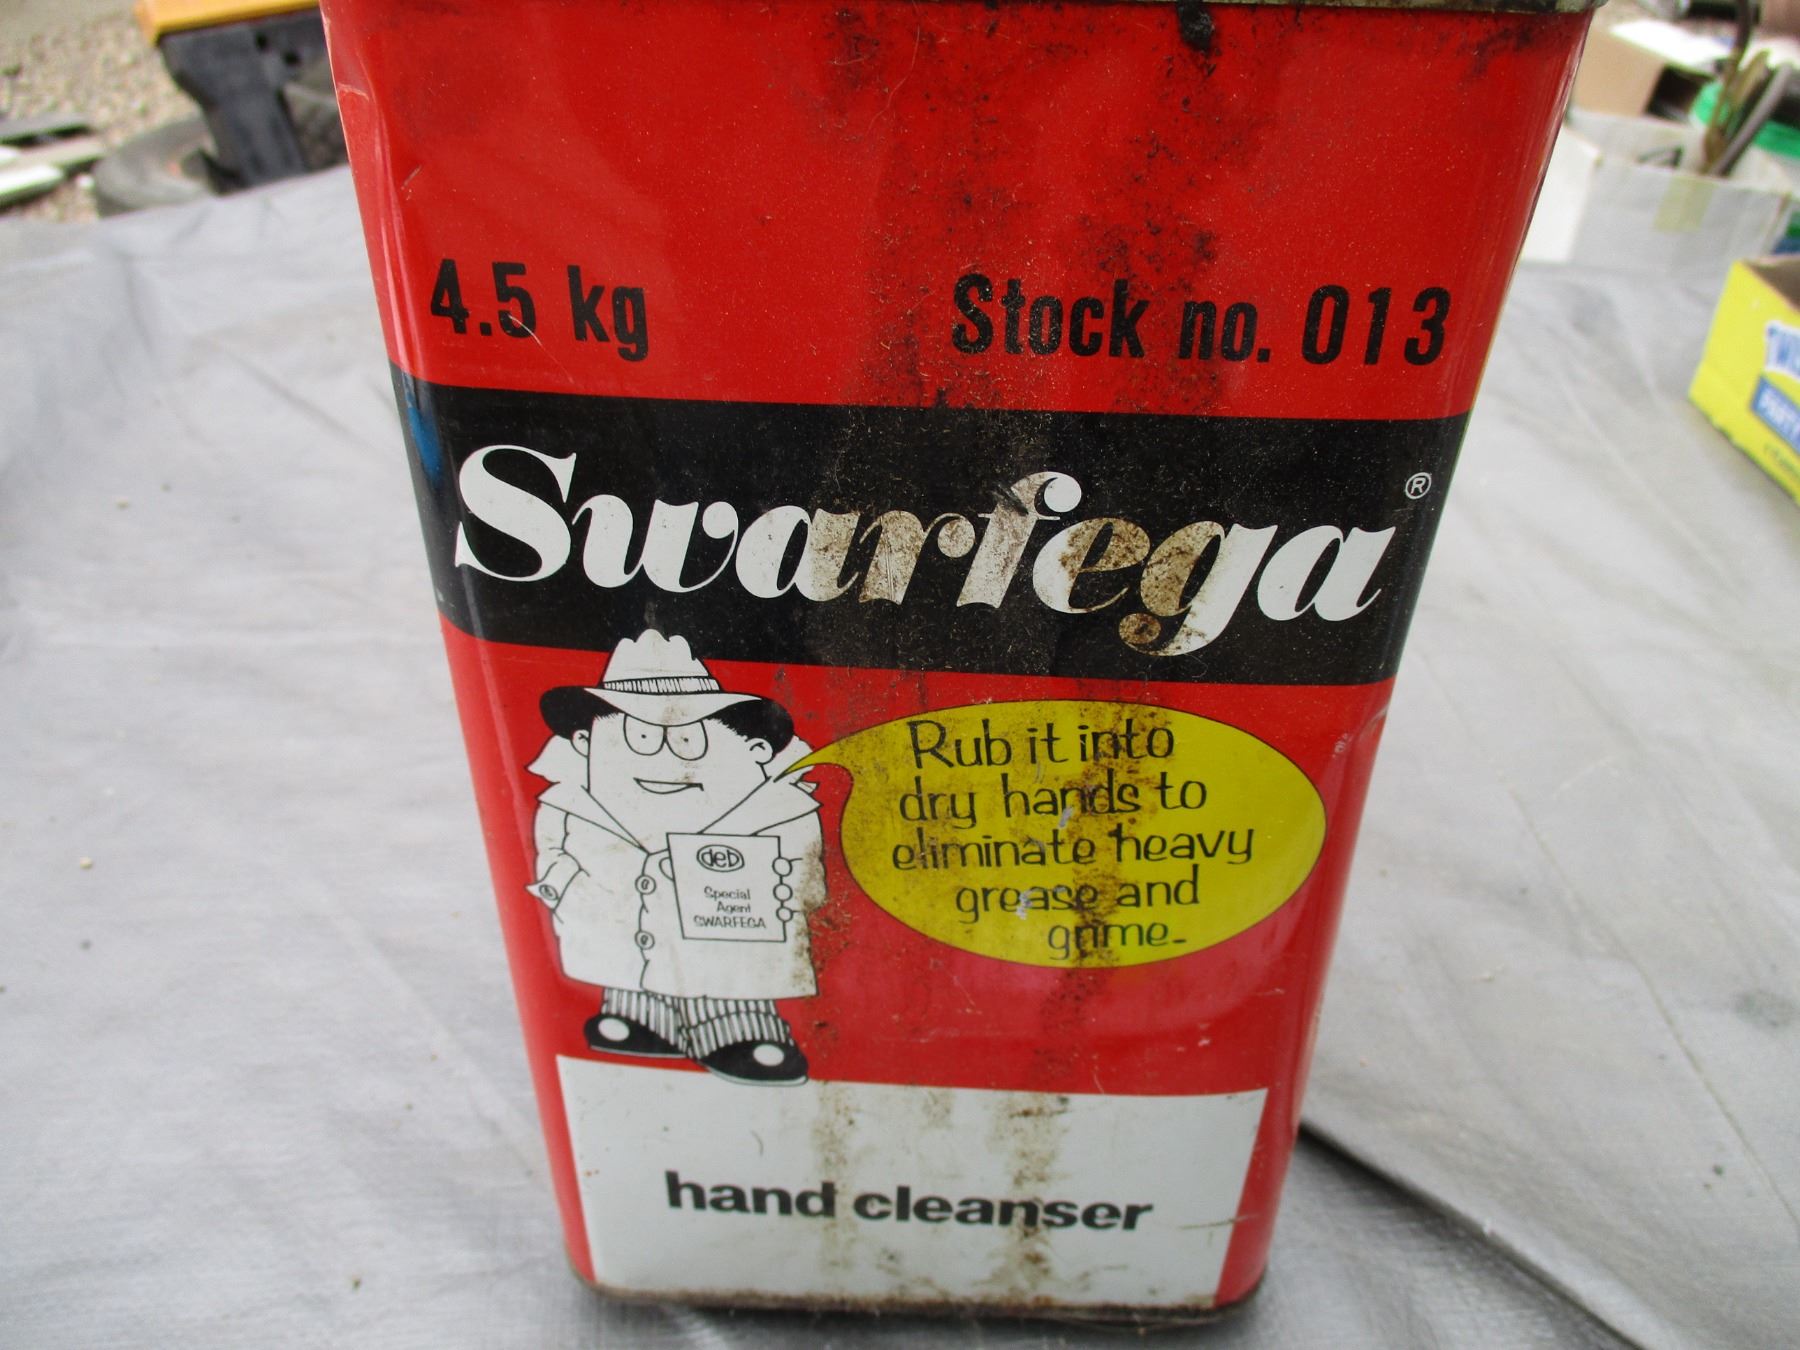 4.5 kg Stock no. 013
Swarfega ®
Rub it into
dry hands to
eliminate heavy
grease and
grime.
deb
Special
Agent
SWARFEGA
hand cleanser